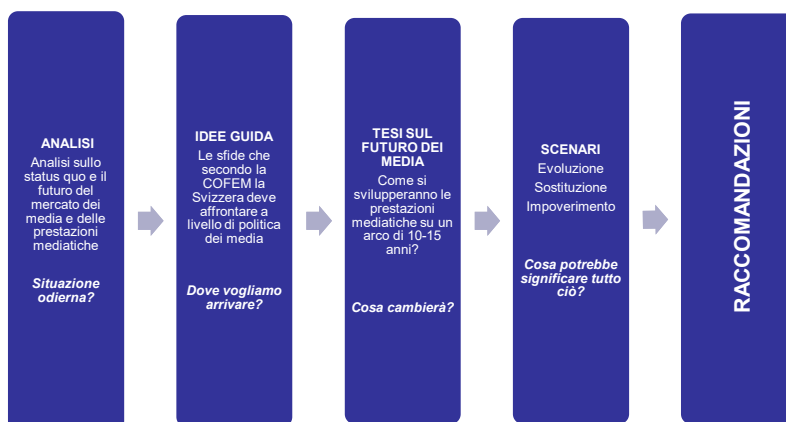 ANALISI
Analisi sullo
status quo e il
futuro del
mercato dei
media e delle
prestazioni
mediatiche
Situazione
odierna?
IDEE GUIDA
Le sfide che
secondo la
COFEM la
Svizzera deve
affrontare a
livello di politica
dei media
Dove vogliamo
arrivare?
TESI SUL
FUTURO DEI
MEDIA
Come si
svilupperanno le
prestazioni
mediatiche su un
arco di 10-15
anni?
Cosa cambierà?
SCENARI
Evoluzione
Sostituzione
Impoverimento
Cosa potrebbe
significare tutto
ciò?
RACCOMANDAZIONI